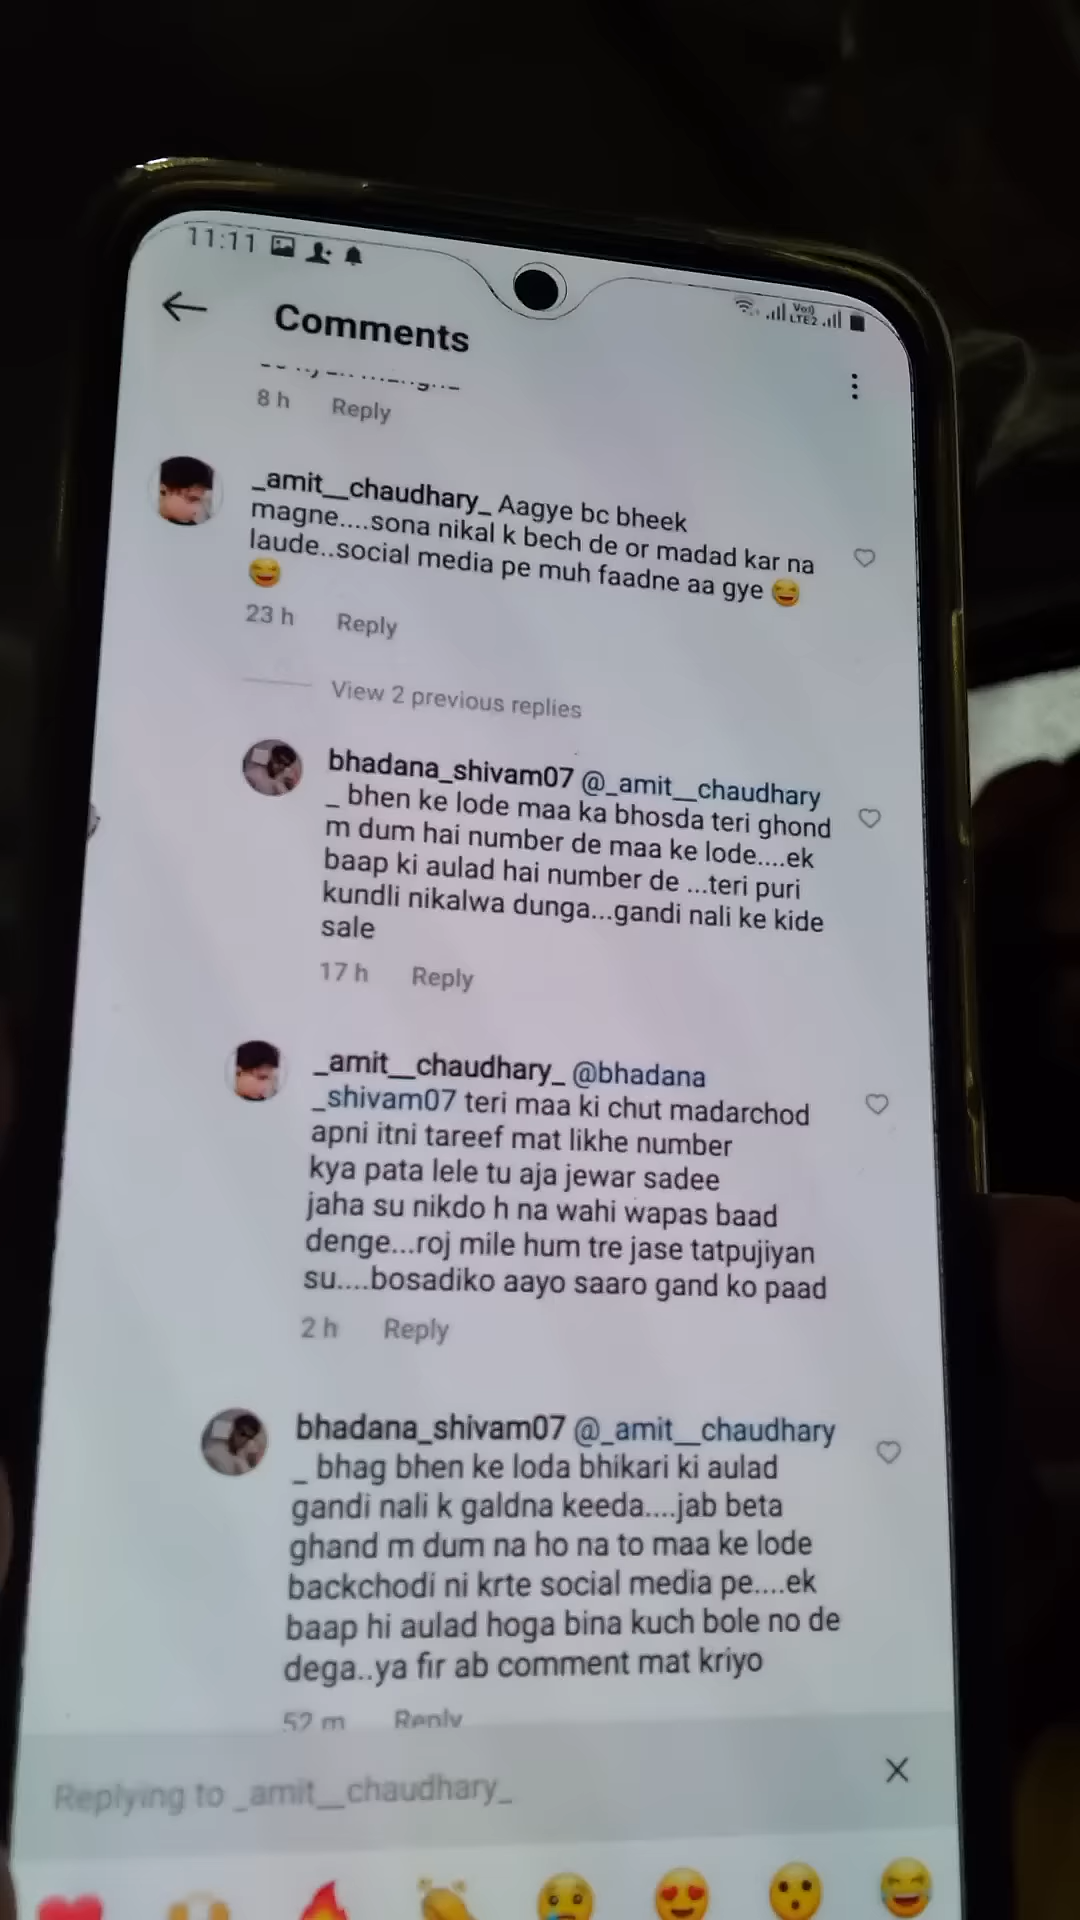 11:11
Vo)
LTE2
Comments
8 h Reply
_amit__chaudhary_ Aagye bc bheek
magne....sona nikal k bech de or madad kar na
laude..social media pe muh faadne aa gye 😅
😅
23 h Reply
View 2 previous replies
bhadana_shivam07 @_amit__chaudhary
_ bhen ke lode maa ka bhosda teri ghond
m dum hai number de maa ke lode....ek
baap ki aulad hai number de ...teri puri
kundli nikalwa dunga...gandi nali ke kide
sale
17 h Reply
_amit__chaudhary_ @bhadana
_shivam07 teri maa ki chut madarchod
apni itni tareef mat likhe number
kya pata lele tu aja jewar sadee
jaha su nikdo h na wahi wapas baad
denge...roj mile hum tre jase tatpujiyan
su....bosadiko aayo saaro gand ko paad
2 h Reply
bhadana_shivam07 @_amit__chaudhary
_ bhag bhen ke loda bhikari ki aulad
gandi nali k galdna keeda....jab beta
ghand m dum na ho na to maa ke lode
backchodi ni krte social media pe....ek
baap hi aulad hoga bina kuch bole no de
dega..ya fir ab comment mat kriyo
52 m Reply
Replying to _amit__chaudhary_